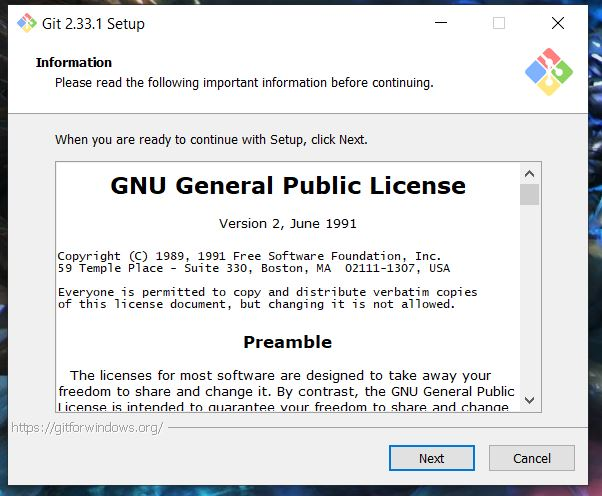 Git 2.33.1 Setup
Information
Please read the following important information before continuing.
When you are ready to continue with Setup, click Next.
GNU General Public License
Version 2, June 1991
Copyright (C) 1989, 1991 Free Software Foundation, Inc.
59 Temple Place - Suite 330, Boston, MA  02111-1307, USA
Everyone is permitted to copy and distribute verbatim copies
of this license document, but changing it is not allowed.
Preamble
The licenses for most software are designed to take away your
freedom to share and change it. By contrast, the GNU General Public
License is intended to guarantee your freedom to share and change
https://gitforwindows.org/
Next
Cancel